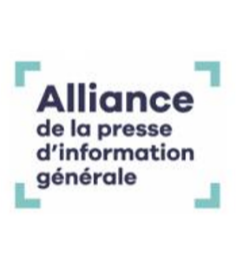 Alliance
de la presse
d'information
générale